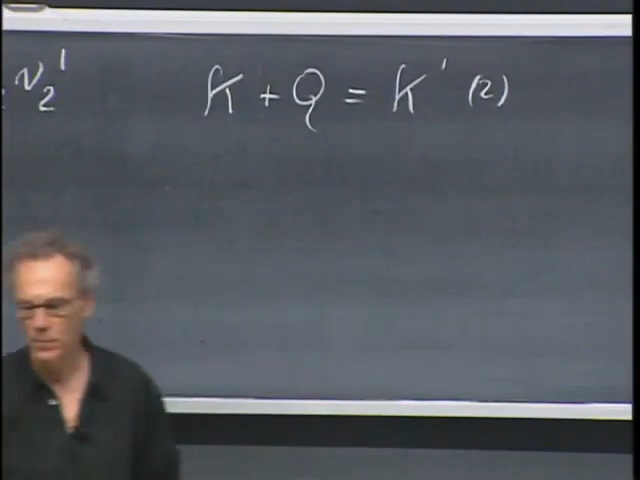 v₂' K + Q = K' (2)